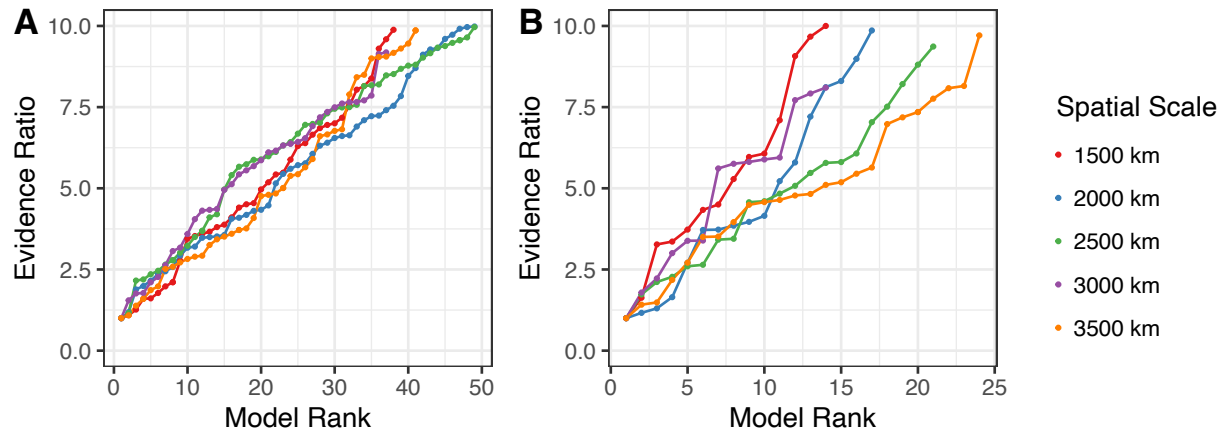 A
B
Evidence Ratio
10.0
7.5
5.0
2.5
0.0
0 10 20 30 40 50
Model Rank
Evidence Ratio
10.0
7.5
5.0
2.5
0.0
0 5 10 15 20 25
Model Rank
Spatial Scale
1500 km
2000 km
2500 km
3000 km
3500 km